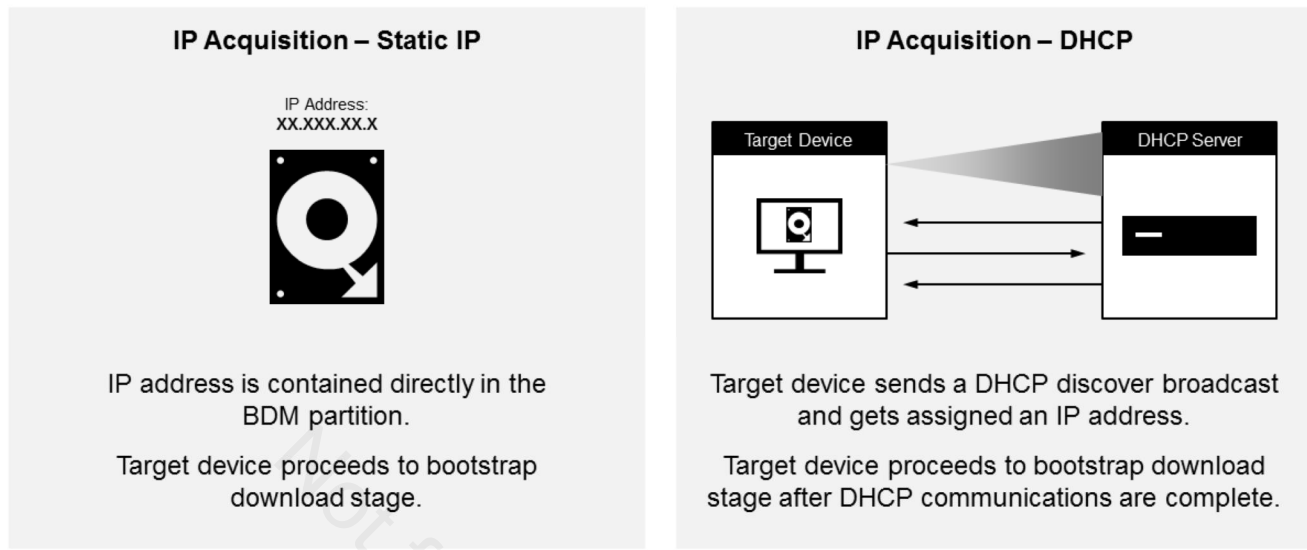 IP Acquisition – Static IP
IP Address:
XX.XXX.XX.X
IP address is contained directly in the
BDM partition.
Target device proceeds to bootstrap
download stage.
IP Acquisition – DHCP
Target Device
DHCP Server
Target device sends a DHCP discover broadcast
and gets assigned an IP address.
Target device proceeds to bootstrap download
stage after DHCP communications are complete.
Not